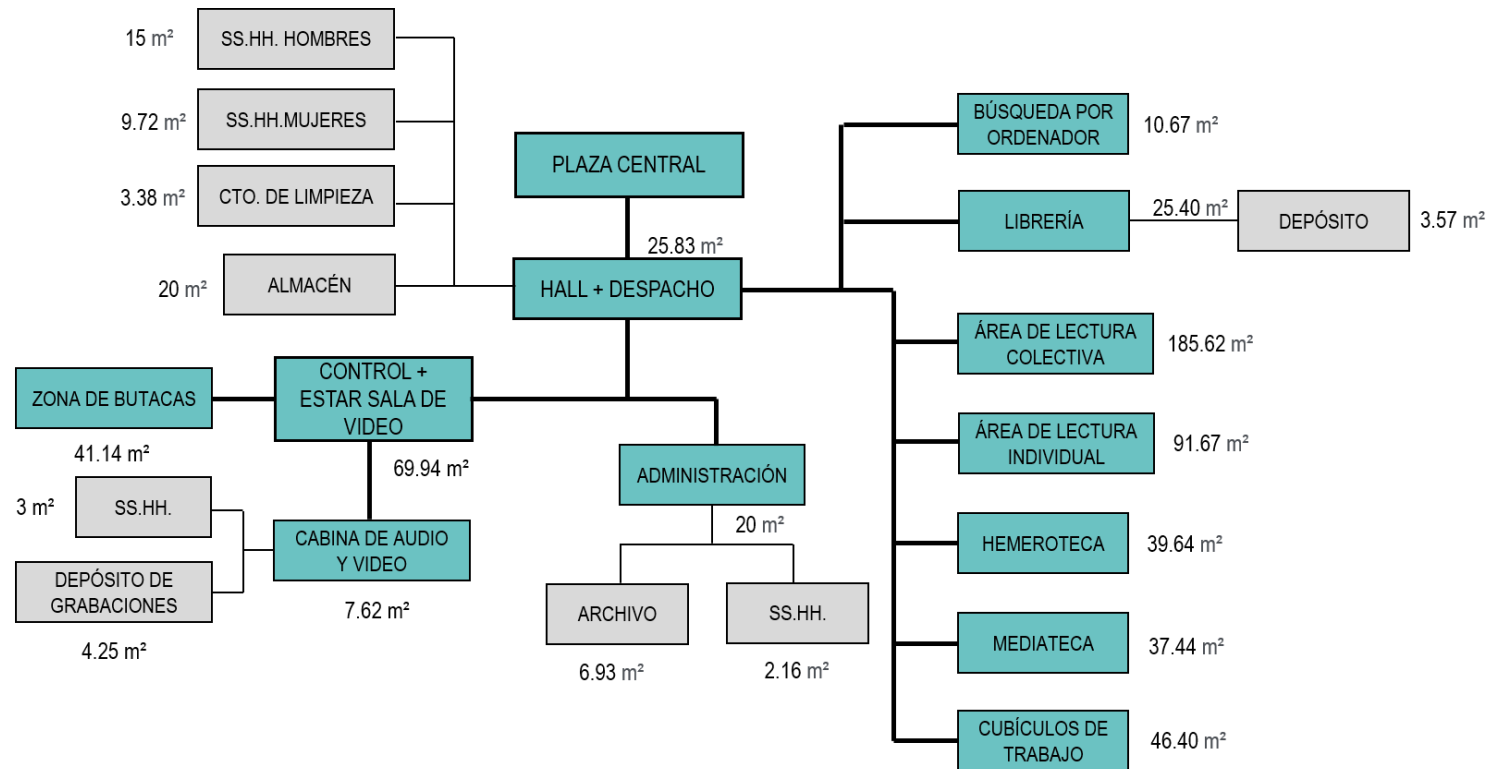 15 m²
SS.HH. HOMBRES
9.72 m²
SS.HH.MUJERES
3.38 m²
CTO. DE LIMPIEZA
20 m²
ALMACÉN
PLAZA CENTRAL
25.83 m²
HALL + DESPACHO
BÚSQUEDA POR
ORDENADOR
10.67 m²
LIBRERÍA
25.40 m²
DEPÓSITO
3.57 m²
ÁREA DE LECTURA
COLECTIVA
185.62 m²
ÁREA DE LECTURA
INDIVIDUAL
91.67 m²
HEMEROTECA
39.64 m²
MEDIATECA
37.44 m²
CUBÍCULOS DE
TRABAJO
46.40 m²
ZONA DE BUTACAS
41.14 m²
CONTROL +
ESTAR SALA DE
VIDEO
69.94 m²
3 m²
SS.HH.
DEPÓSITO DE
GRABACIONES
4.25 m²
CABINA DE AUDIO
Y VIDEO
7.62 m²
ADMINISTRACIÓN
20 m²
ARCHIVO
6.93 m²
SS.HH.
2.16 m²